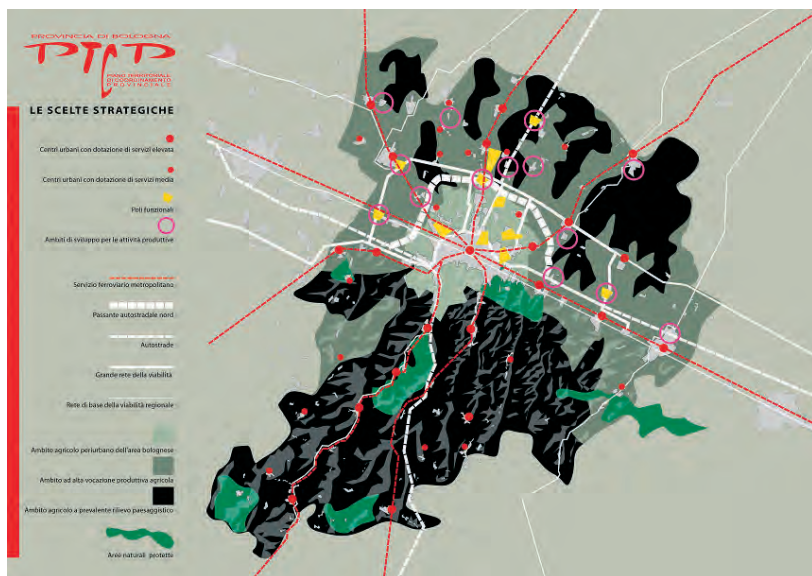 PROVINCIA DI BOLOGNA
PTCP
PIANO TERRITORIALE
DI COORDINAMENTO
PROVINCIALE
LE SCELTE STRATEGICHE
Centri urbani con dotazione di servizi elevata
Centri urbani con dotazione di servizi media
Poli funzionali
Ambiti di sviluppo per le attività produttive
Servizio ferroviario metropolitano
Passante autostradale nord
Autostrade
Grande rete della viabilità
Rete di base della viabilità regionale
Ambito agricolo periurbano dell'area bolognese
Ambito ad alta vocazione produttiva agricola
Ambito agricolo a prevalente rilievo paesaggistico
Aree naturali protette